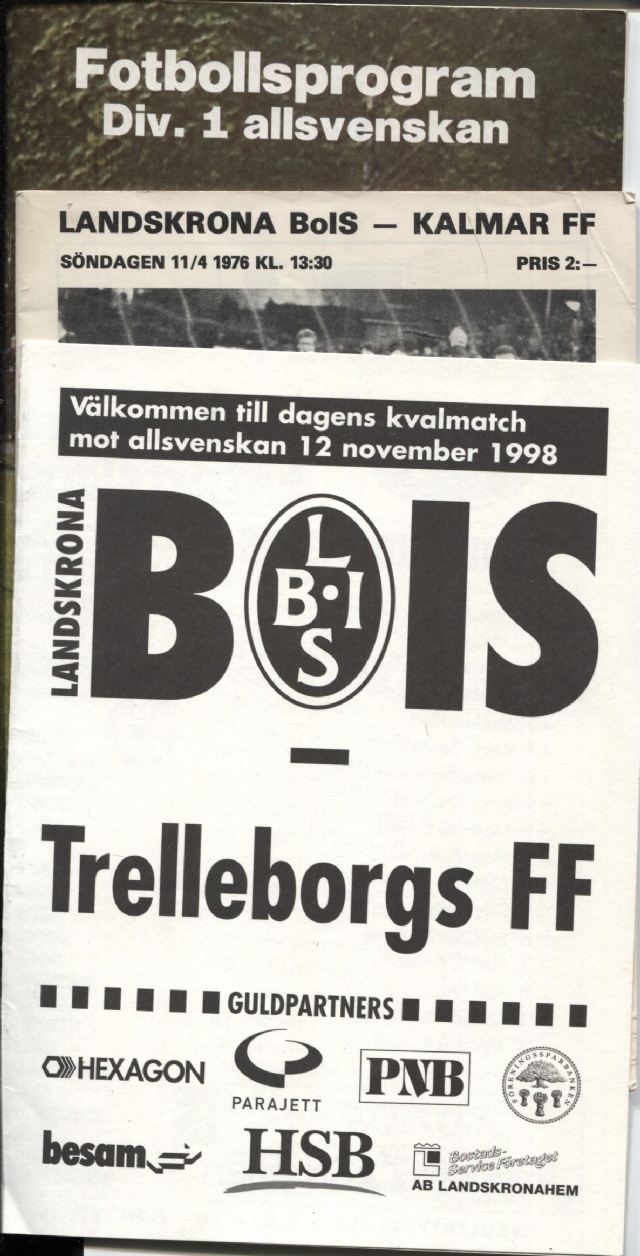 Fotbollsprogram
Div. 1 allsvenskan
LANDSKRONA BoIS — KALMAR FF
SÖNDAGEN 11/4 1976 KL. 13:30 PRIS 2:—
Välkommen till dagens kvalmatch
mot allsvenskan 12 november 1998
LANDSKRONA
BOIS
L
B•I
S
–
Trelleborgs FF
GULDPARTNERS
HEXAGON
PARAJETT
PNB
FÖRENINGSSPARBANKEN
besam
HSB
Bostads-
Service Företaget
AB LANDSKRONAHEM